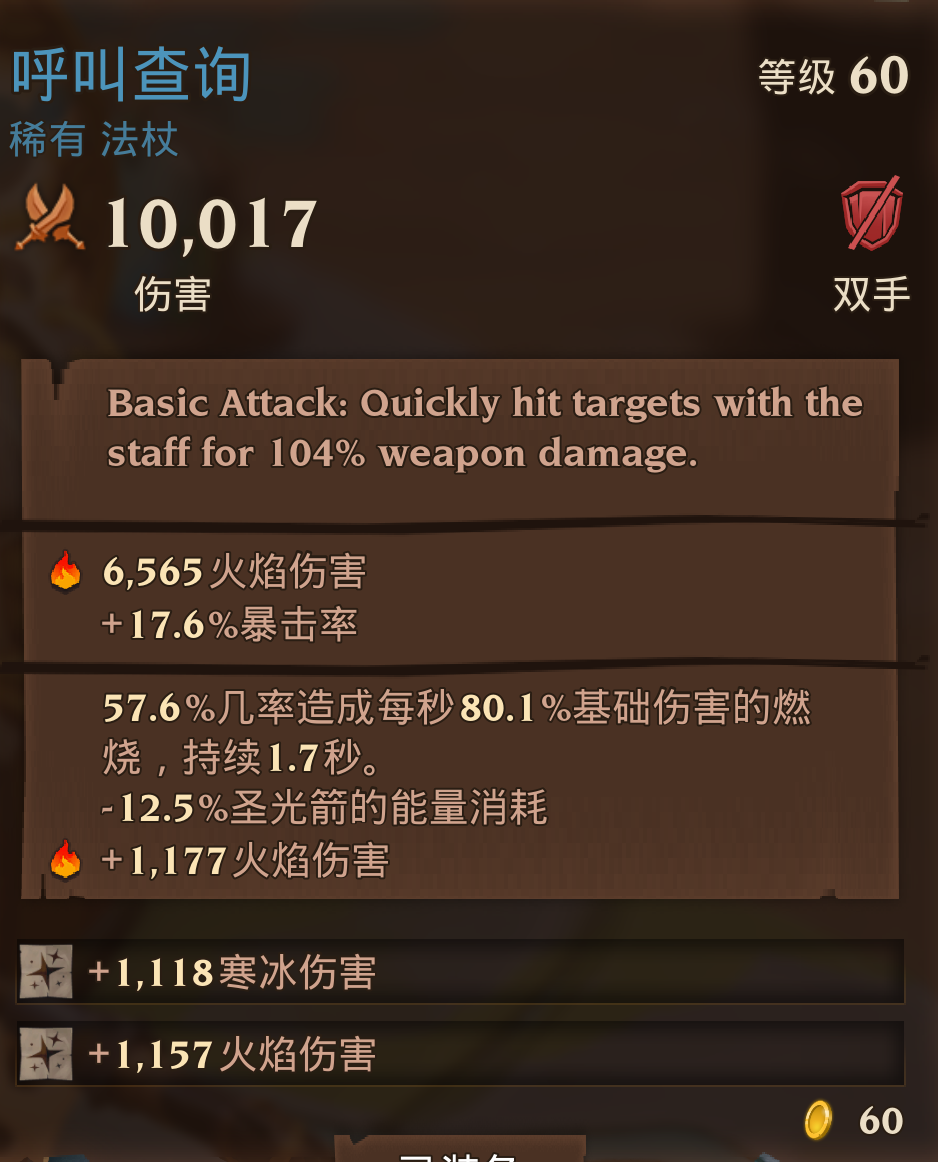 呼叫查询
等级 60
稀有 法杖
10,017
伤害
双手
Basic Attack: Quickly hit targets with the
staff for 104% weapon damage.
6,565火焰伤害
+17.6%暴击率
57.6%几率造成每秒80.1%基础伤害的燃
烧，持续1.7秒。
-12.5%圣光箭的能量消耗
+1,177火焰伤害
+1,118寒冰伤害
+1,157火焰伤害
60